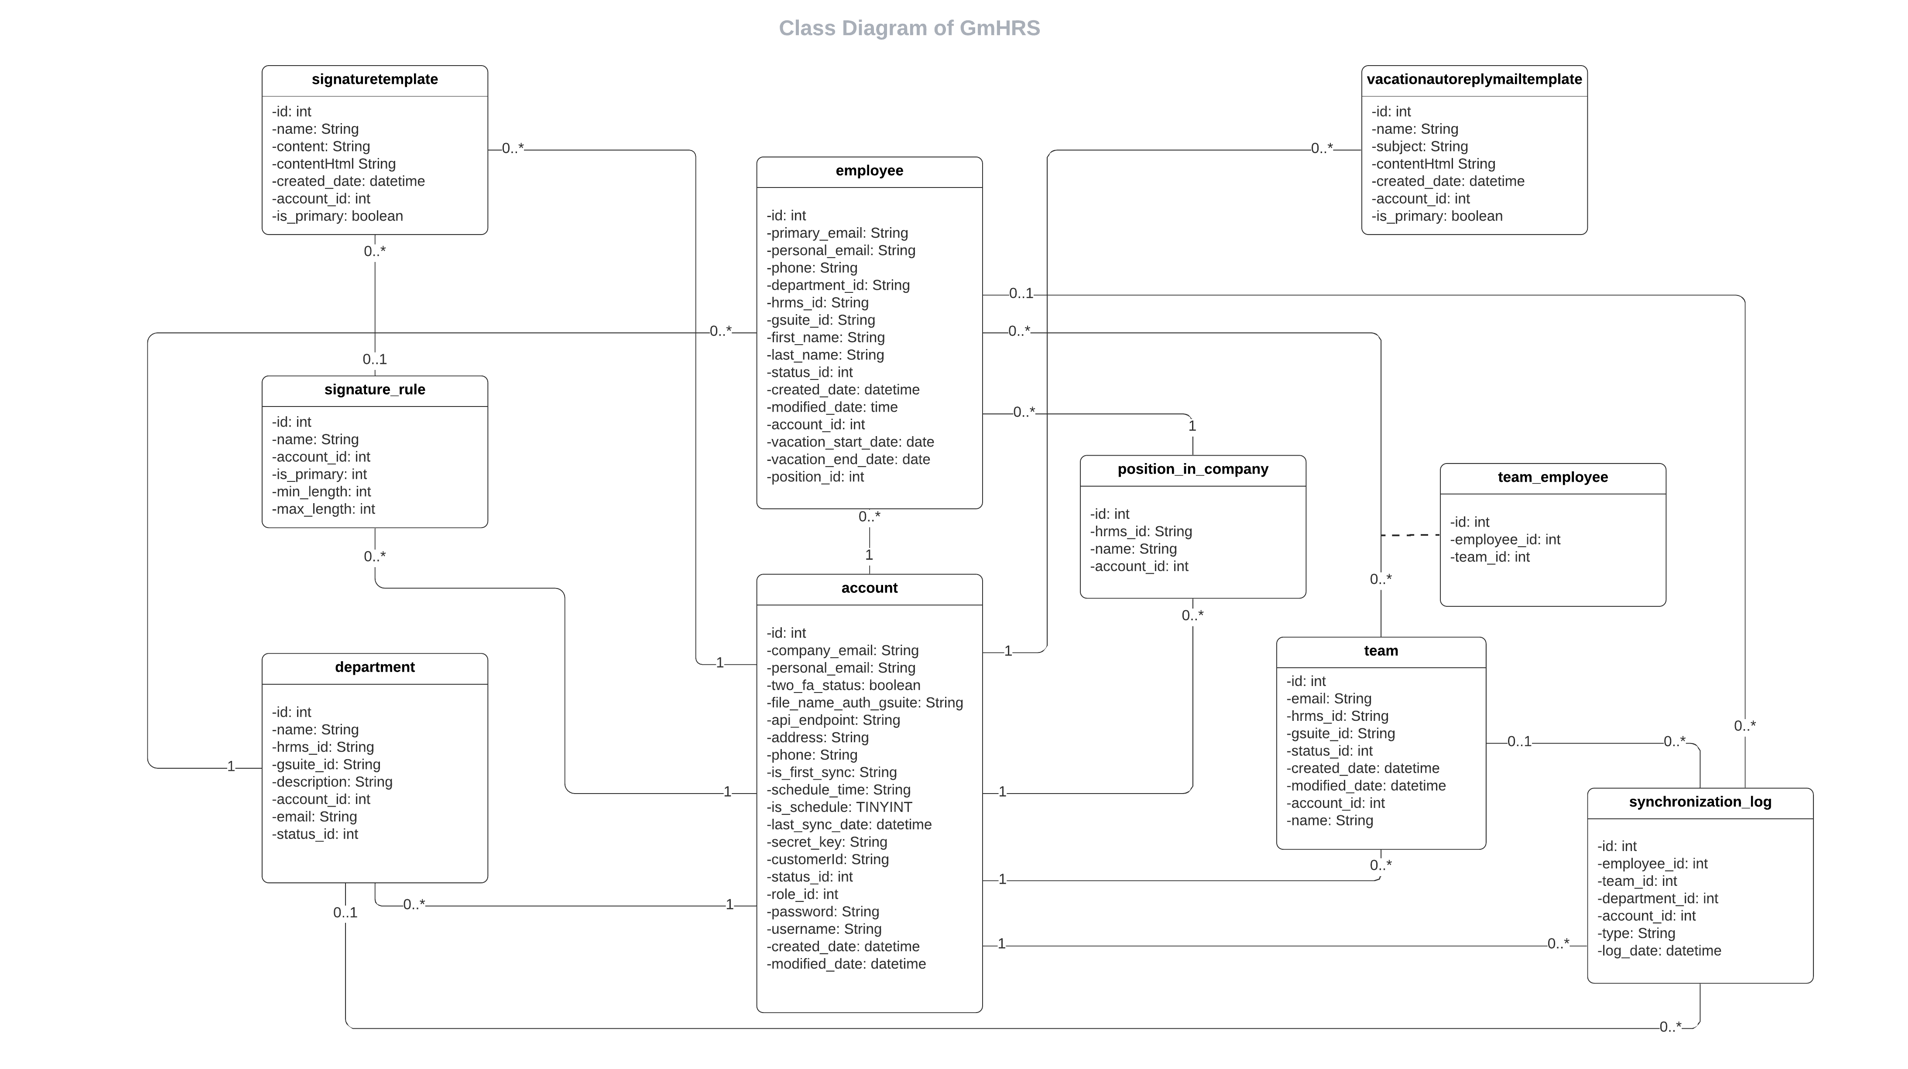 Class Diagram of GmHRS
signaturetemplate
-id: int
-name: String
-content: String
-contentHtml String
-created_date: datetime
-account_id: int
-is_primary: boolean
0..*
0..*
0..1
vacationautoreplymailtemplate
-id: int
-name: String
-subject: String
-contentHtml String
-created_date: datetime
-account_id: int
-is_primary: boolean
0..*
employee
-id: int
-primary_email: String
-personal_email: String
-phone: String
-department_id: String
-hrms_id: String
-gsuite_id: String
-first_name: String
-last_name: String
-status_id: int
-created_date: datetime
-modified_date: time
-account_id: int
-vacation_start_date: date
-vacation_end_date: date
-position_id: int
0..*
0..1
0..*
0..*
0..*
1
1
signature_rule
-id: int
-name: String
-account_id: int
-is_primary: int
-min_length: int
-max_length: int
0..*
position_in_company
-id: int
-hrms_id: String
-name: String
-account_id: int
0..*
team_employee
-id: int
-employee_id: int
-team_id: int
0..*
account
-id: int
-company_email: String
-personal_email: String
-two_fa_status: boolean
-file_name_auth_gsuite: String
-api_endpoint: String
-address: String
-phone: String
-is_first_sync: String
-schedule_time: String
-is_schedule: TINYINT
-last_sync_date: datetime
-secret_key: String
-customerId: String
-status_id: int
-role_id: int
-password: String
-username: String
-created_date: datetime
-modified_date: datetime
1
1
1
1
1
1
1
department
-id: int
-name: String
-hrms_id: String
-gsuite_id: String
-description: String
-account_id: int
-email: String
-status_id: int
1
0..*
0..1
team
-id: int
-email: String
-hrms_id: String
-gsuite_id: String
-status_id: int
-created_date: datetime
-modified_date: datetime
-account_id: int
-name: String
0..1
0..*
0..*
0..*
synchronization_log
-id: int
-employee_id: int
-team_id: int
-department_id: int
-account_id: int
-type: String
-log_date: datetime
0..*
0..*